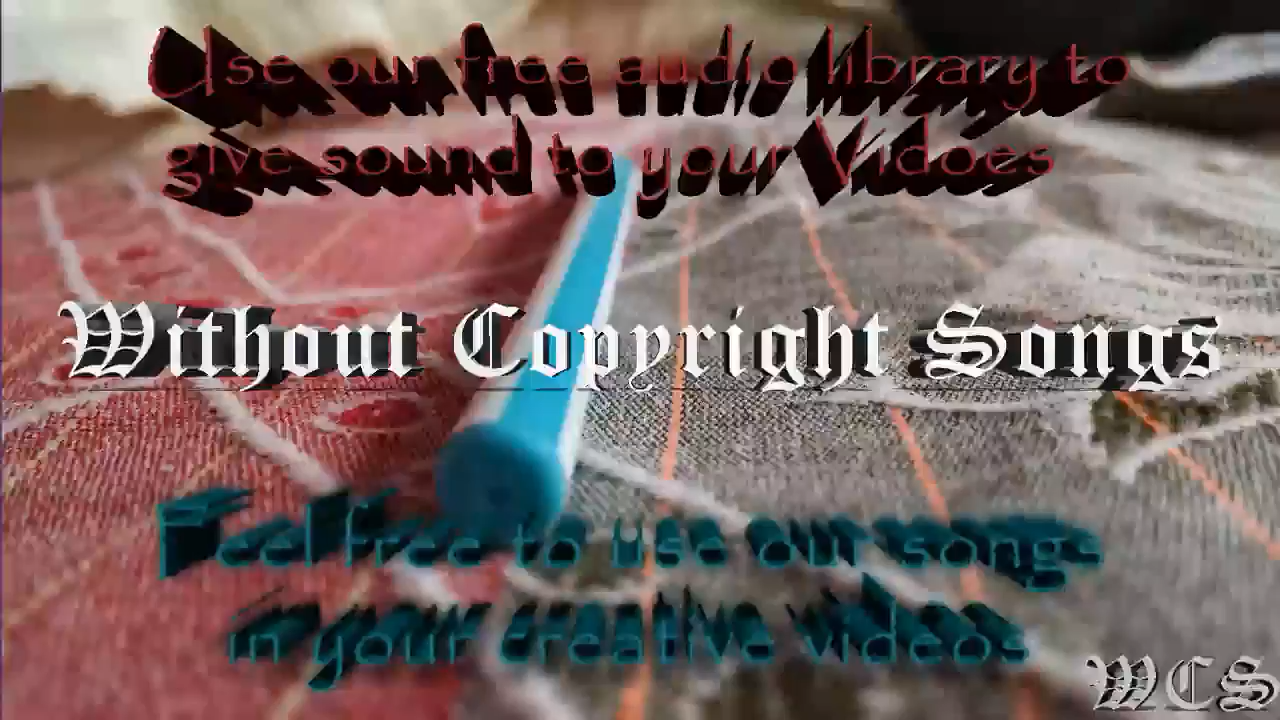 Use our free audio library to
give sound to your Vidoes
Without Copyright Songs
Feel free to use our songs
in your creative videos
WCS